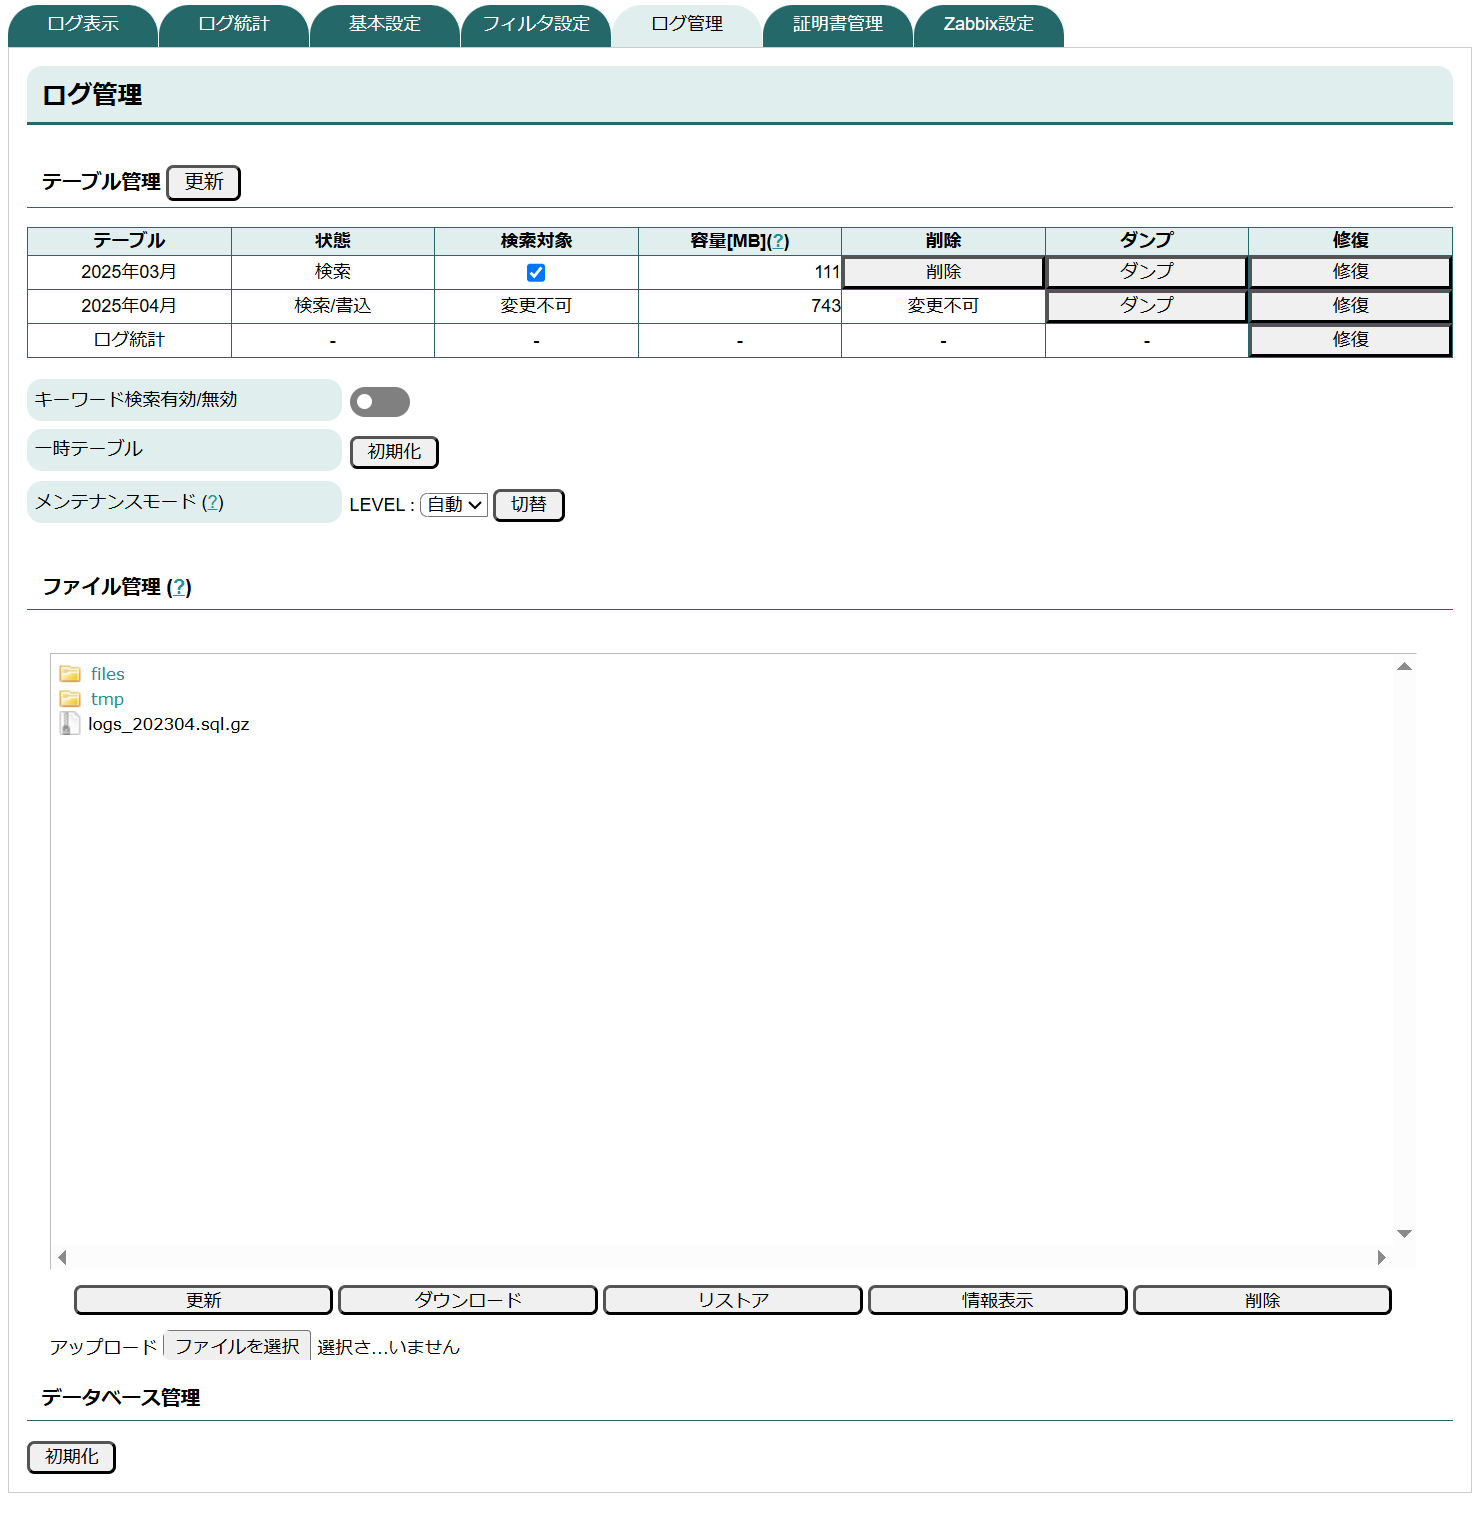 ログ表示 ログ統計 基本設定 フィルタ設定 ログ管理 証明書管理 Zabbix設定
ログ管理
テーブル管理 更新
テーブル 状態 検索対象 容量[MB](?) 削除 ダンプ 修復
2025年03月 検索 111 削除 ダンプ 修復
2025年04月 検索/書込 変更不可 743 変更不可 ダンプ 修復
ログ統計 - - - - - 修復
キーワード検索有効/無効
一時テーブル 初期化
メンテナンスモード (?) LEVEL : 自動 切替
ファイル管理 (?)
files
tmp
logs_202304.sql.gz
更新 ダウンロード リストア 情報表示 削除
アップロード ファイルを選択 選択さ...いません
データベース管理
初期化